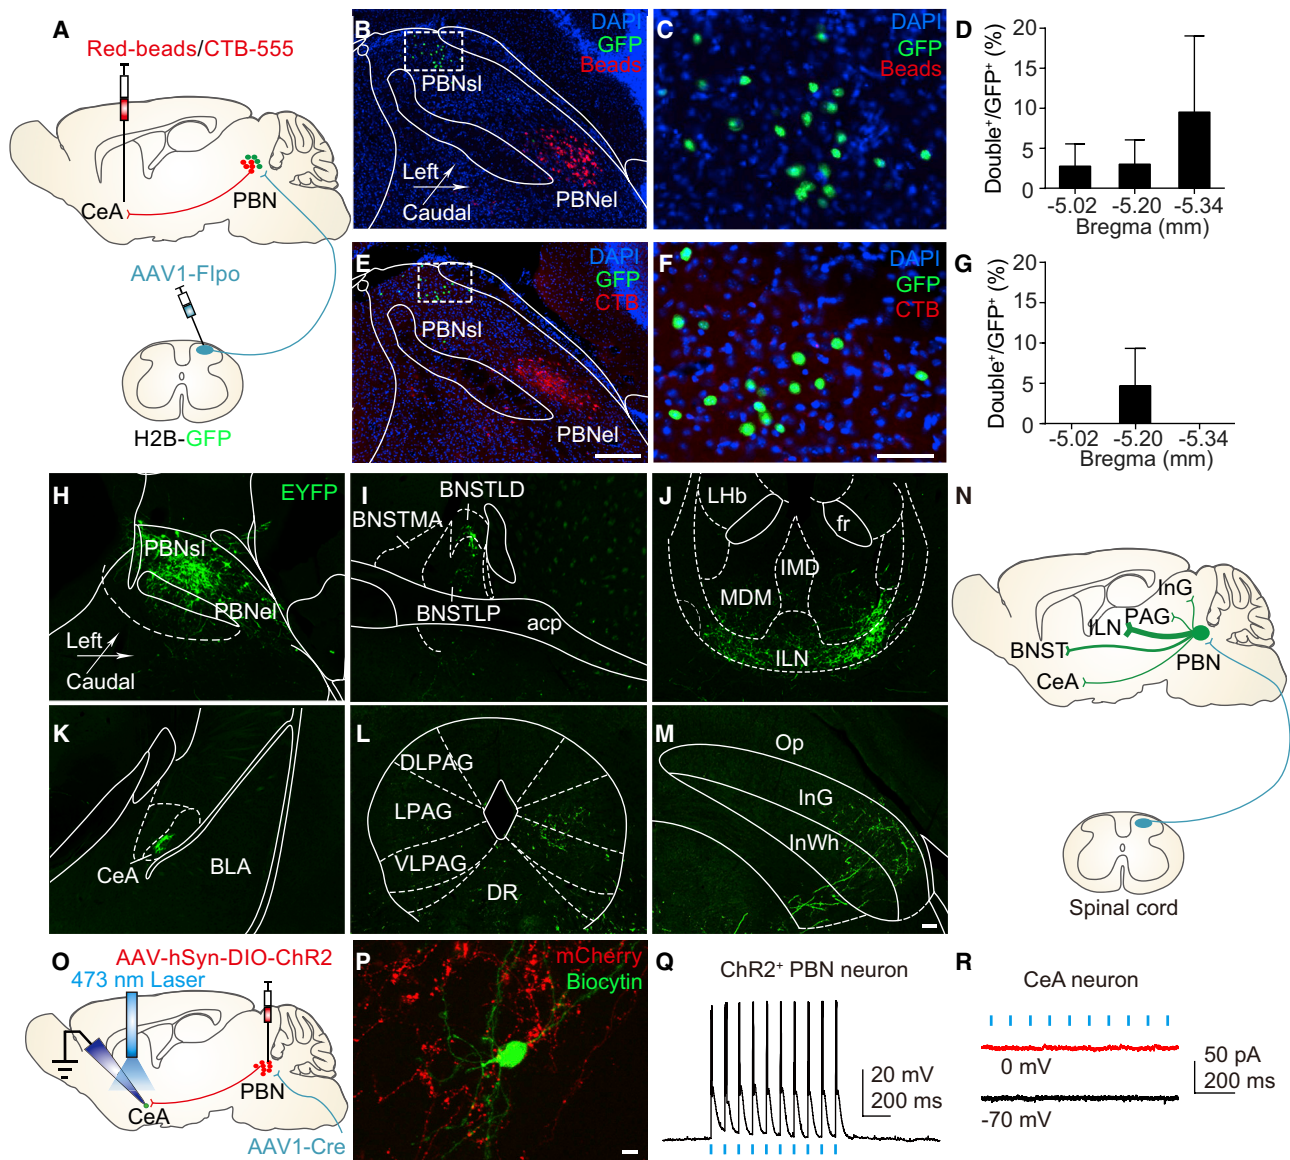 A
Red-beads/CTB-555
CeA
PBN
AAV1-Flpo
H2B-GFP
B
DAPI
GFP
Beads
PBNsl
Left
Caudal
PBNel
C
DAPI
GFP
Beads
D
Double⁺/GFP⁺ (%)
20
15
10
5
0
-5.02 -5.20 -5.34
Bregma (mm)
E
DAPI
GFP
CTB
PBNsl
PBNel
F
DAPI
GFP
CTB
G
Double⁺/GFP⁺ (%)
20
15
10
5
0
-5.02 -5.20 -5.34
Bregma (mm)
H
EYFP
PBNsl
PBNel
Left
Caudal
I
BNSTLD
BNSTMA
BNSTLP
acp
J
LHb
fr
IMD
MDM
ILN
K
CeA
BLA
L
DLPAG
LPAG
VLPAG
DR
M
Op
InG
InWh
N
InG
PAG
ILN
BNST
PBN
CeA
Spinal cord
O
AAV-hSyn-DIO-ChR2
473 nm Laser
PBN
CeA
AAV1-Cre
P
mCherry
Biocytin
Q
ChR2⁺ PBN neuron
20 mV
200 ms
R
CeA neuron
0 mV
50 pA
200 ms
-70 mV